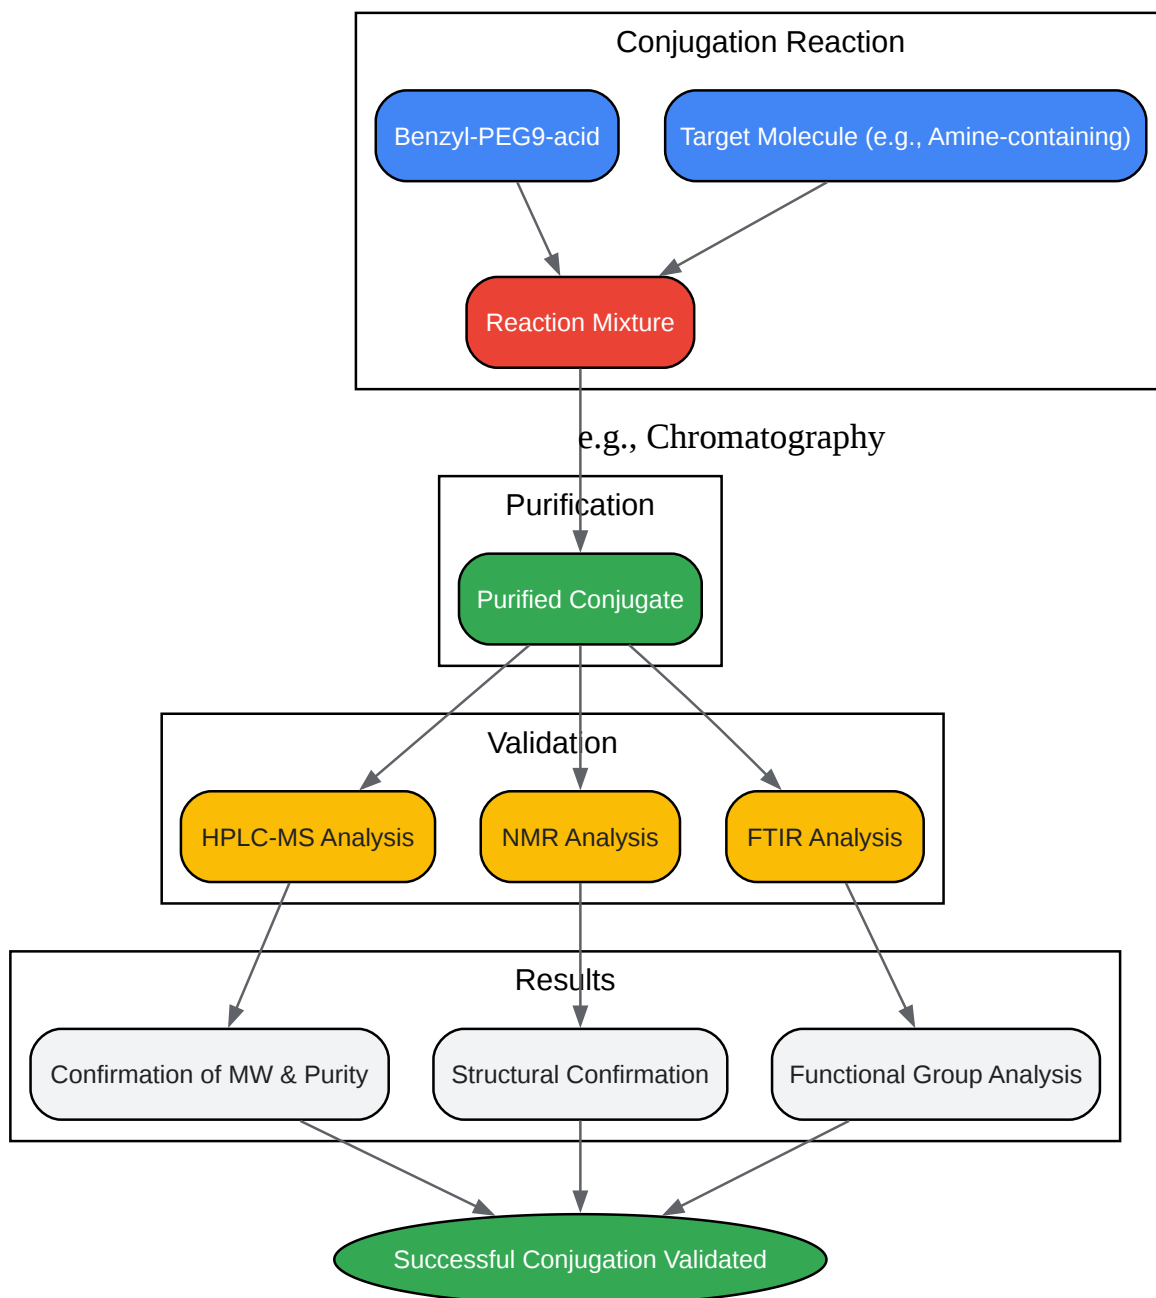 Conjugation Reaction
Benzyl-PEG9-acid
Target Molecule (e.g., Amine-containing)
Reaction Mixture
e.g., Chromatography
Purification
Purified Conjugate
Validation
HPLC-MS Analysis
NMR Analysis
FTIR Analysis
Results
Confirmation of MW & Purity
Structural Confirmation
Functional Group Analysis
Successful Conjugation Validated